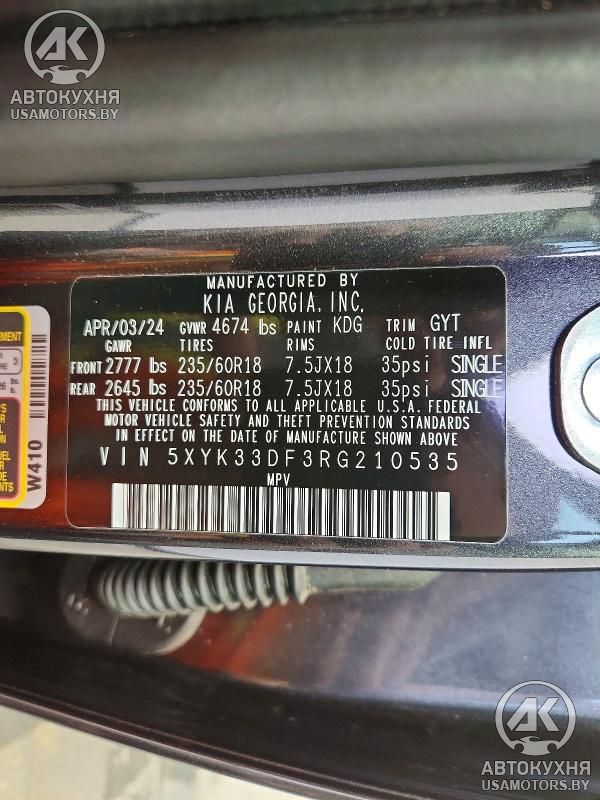 АК
АВТОКУХНЯ
USAMOTORS.BY
MANUFACTURED BY
KIA GEORGIA, INC.
APR/03/24 GVWR 4674 lbs PAINT KDG TRIM GYT
GAWR TIRES RIMS COLD TIRE INFL
FRONT 2777 lbs 235/60R18 7.5JX18 35psi SINGLE
REAR 2645 lbs 235/60R18 7.5JX18 35psi SINGLE
THIS VEHICLE CONFORMS TO ALL APPLICABLE U.S.A. FEDERAL
MOTOR VEHICLE SAFETY AND THEFT PREVENTION STANDARDS
IN EFFECT ON THE DATE OF MANUFACTURE SHOWN ABOVE
VIN 5XYK33DF3RG210535
MPV
W410
3
АК
АВТОКУХНЯ
USAMOTORS.BY